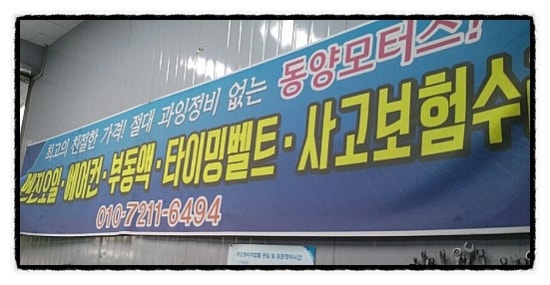 최고의 친절한 가격! 절대 과잉정비 없는 동양모터스!
엔진오일·에어컨·부동액·타이밍벨트·사고보험수
010-7211-6494